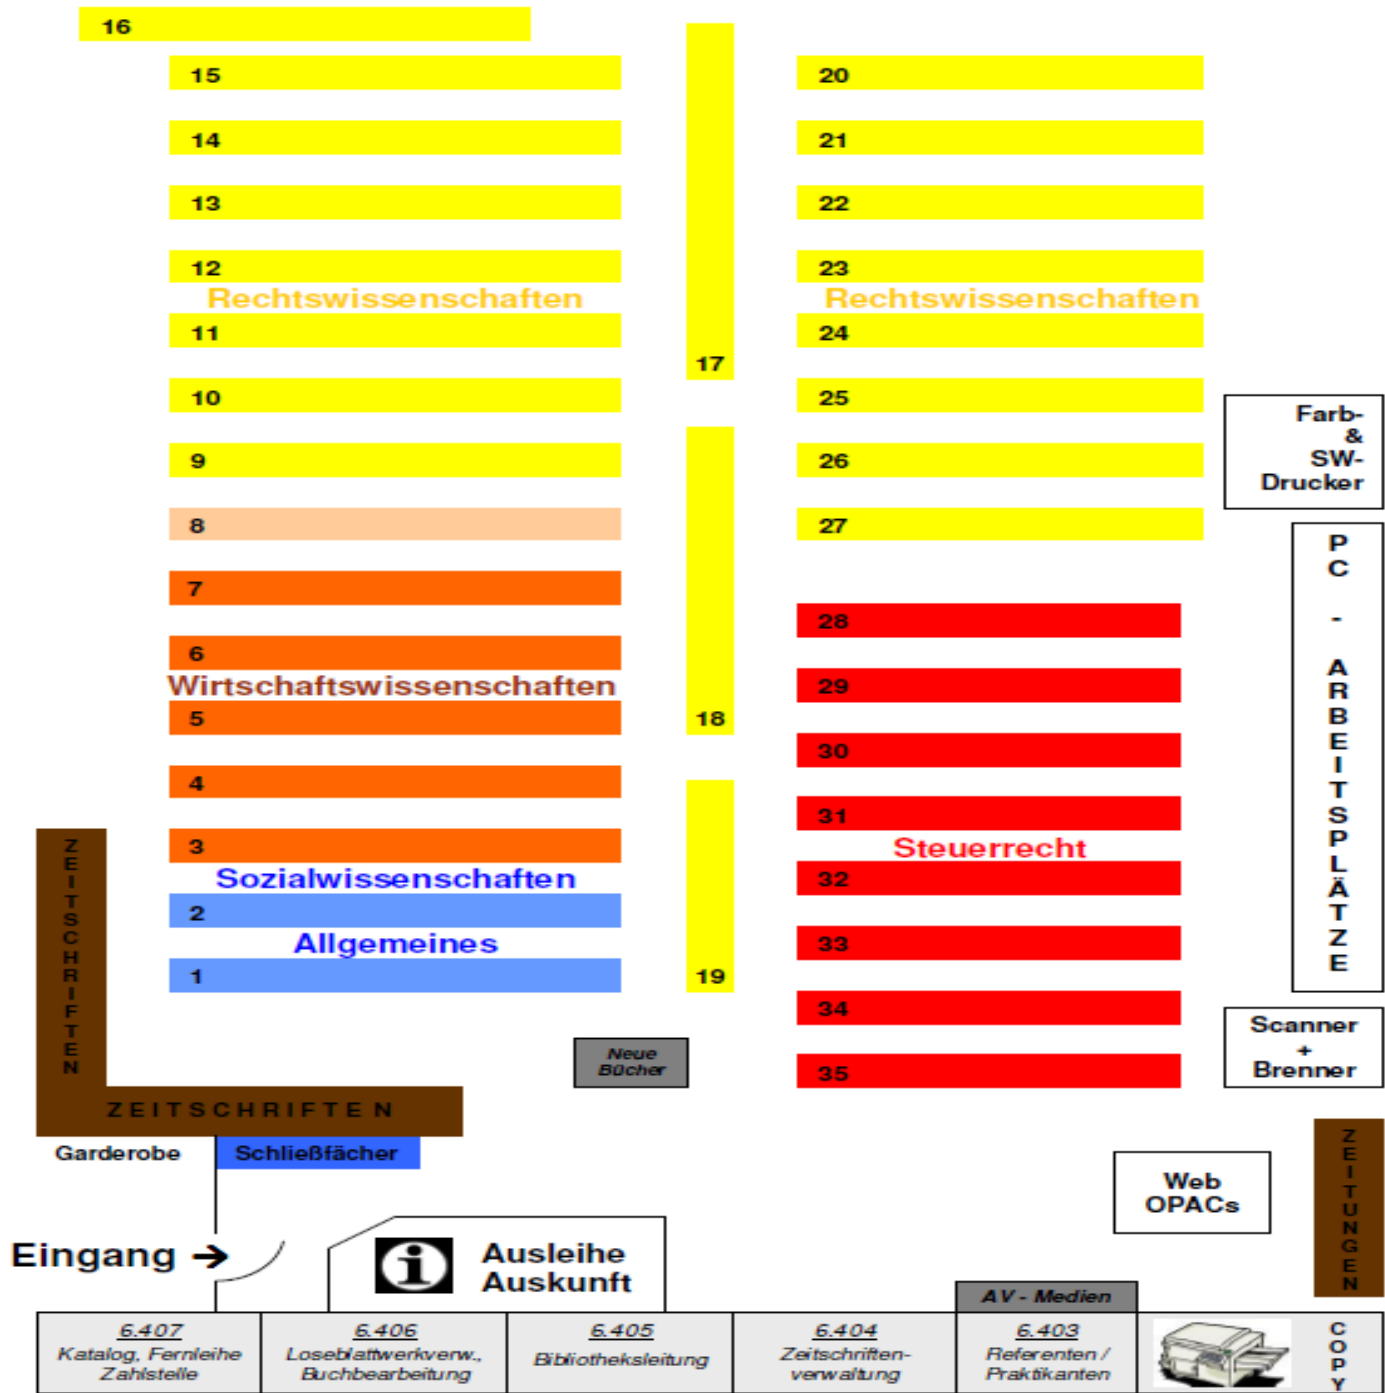 16
15
14
13
12
Rechtswissenschaften
11
10
9
8
7
6
Wirtschaftswissenschaften
5
4
3
Sozialwissenschaften
2
Allgemeines
1
17
18
19
20
21
22
23
Rechtswissenschaften
24
25
26
27
28
29
30
31
Steuerrecht
32
33
34
35
Farb-
&
SW-
Drucker
PC - ARBEITSPLÄTZE
Scanner
+
Brenner
ZEITSCHRIFTEN
ZEITSCHRIFTEN
Neue
Bücher
Garderobe
Schließfächer
Web
OPACs
ZEITUNGEN
Eingang →
Ausleihe
Auskunft
AV - Medien
6.407
Katalog, Fernleihe
Zahlstelle
6.406
Loseblattwerkverw.,
Buchbearbeitung
6.405
Bibliotheksleitung
6.404
Zeitschriften-
verwaltung
6.403
Referenten /
Praktikanten
COPY